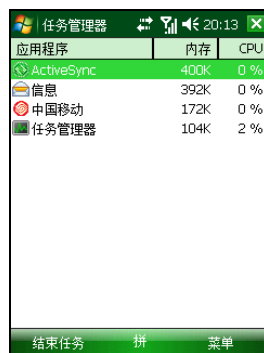 任务管理器 20:13
应用程序 内存 CPU
ActiveSync 400K 0 %
信息 392K 0 %
中国移动 172K 0 %
任务管理器 104K 2 %
结束任务 拼 菜单